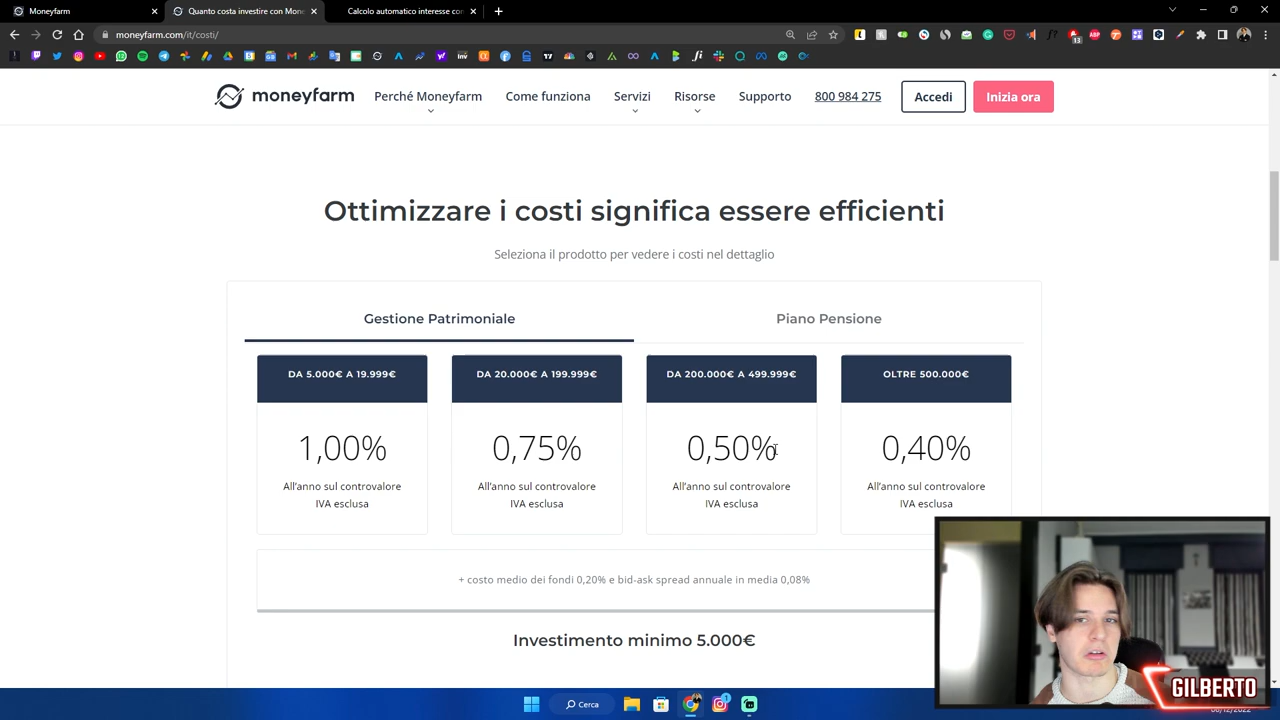 Moneyfarm
Quanto costa investire con Mone
Calcolo automatico interesse con
moneyfarm.com/it/costi/
moneyfarm
Perché Moneyfarm
Come funziona
Servizi
Risorse
Supporto
800 984 275
Accedi
Inizia ora
Ottimizzare i costi significa essere efficienti
Seleziona il prodotto per vedere i costi nel dettaglio
Gestione Patrimoniale
Piano Pensione
DA 5.000€ A 19.999€
DA 20.000€ A 199.999€
DA 200.000€ A 499.999€
OLTRE 500.000€
1,00%
0,75%
0,50%
0,40%
All'anno sul controvalore
IVA esclusa
All'anno sul controvalore
IVA esclusa
All'anno sul controvalore
IVA esclusa
All'anno sul controvalore
IVA esclusa
+ costo medio dei fondi 0,20% e bid-ask spread annuale in media 0,08%
Investimento minimo 5.000€
GILBERTO
Cerca